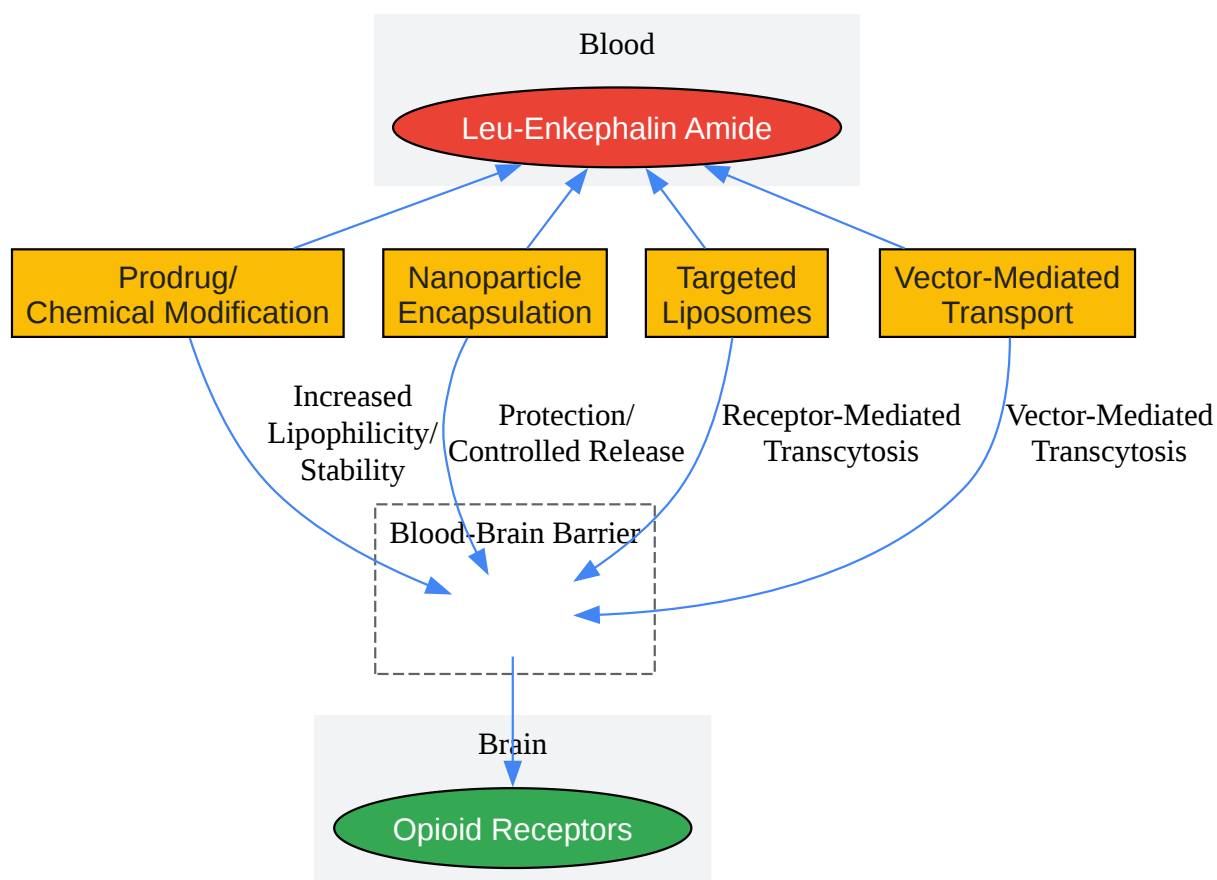 Blood
Leu-Enkephalin Amide
Prodrug/
Chemical Modification
Nanoparticle
Encapsulation
Targeted
Liposomes
Vector-Mediated
Transport
Increased
Lipophilicity/
Stability
Protection/
Controlled Release
Receptor-Mediated
Transcytosis
Vector-Mediated
Transcytosis
Blood-Brain Barrier
Brain
Opioid Receptors